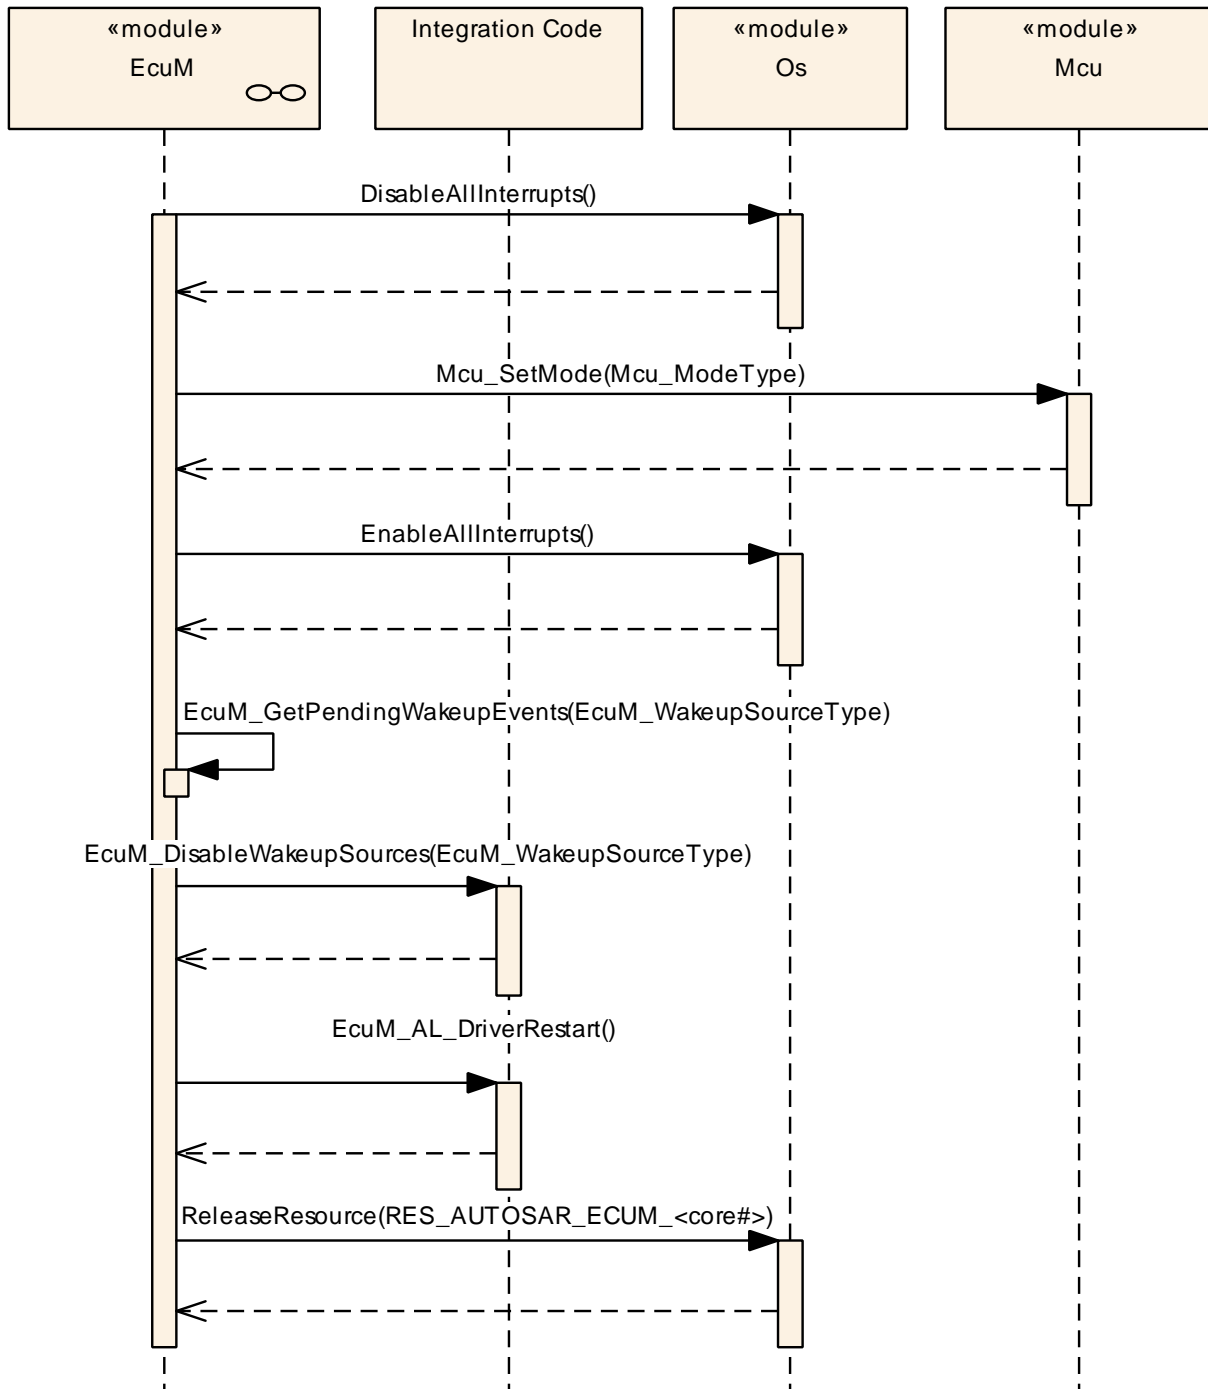 «module»
EcuM
Integration Code
«module»
Os
«module»
Mcu
DisableAllInterrupts()
Mcu_SetMode(Mcu_ModeType)
EnableAllInterrupts()
EcuM_GetPendingWakeupEvents(EcuM_WakeupSourceType)
EcuM_DisableWakeupSources(EcuM_WakeupSourceType)
EcuM_AL_DriverRestart()
ReleaseResource(RES_AUTOSAR_ECUM_<core#>)